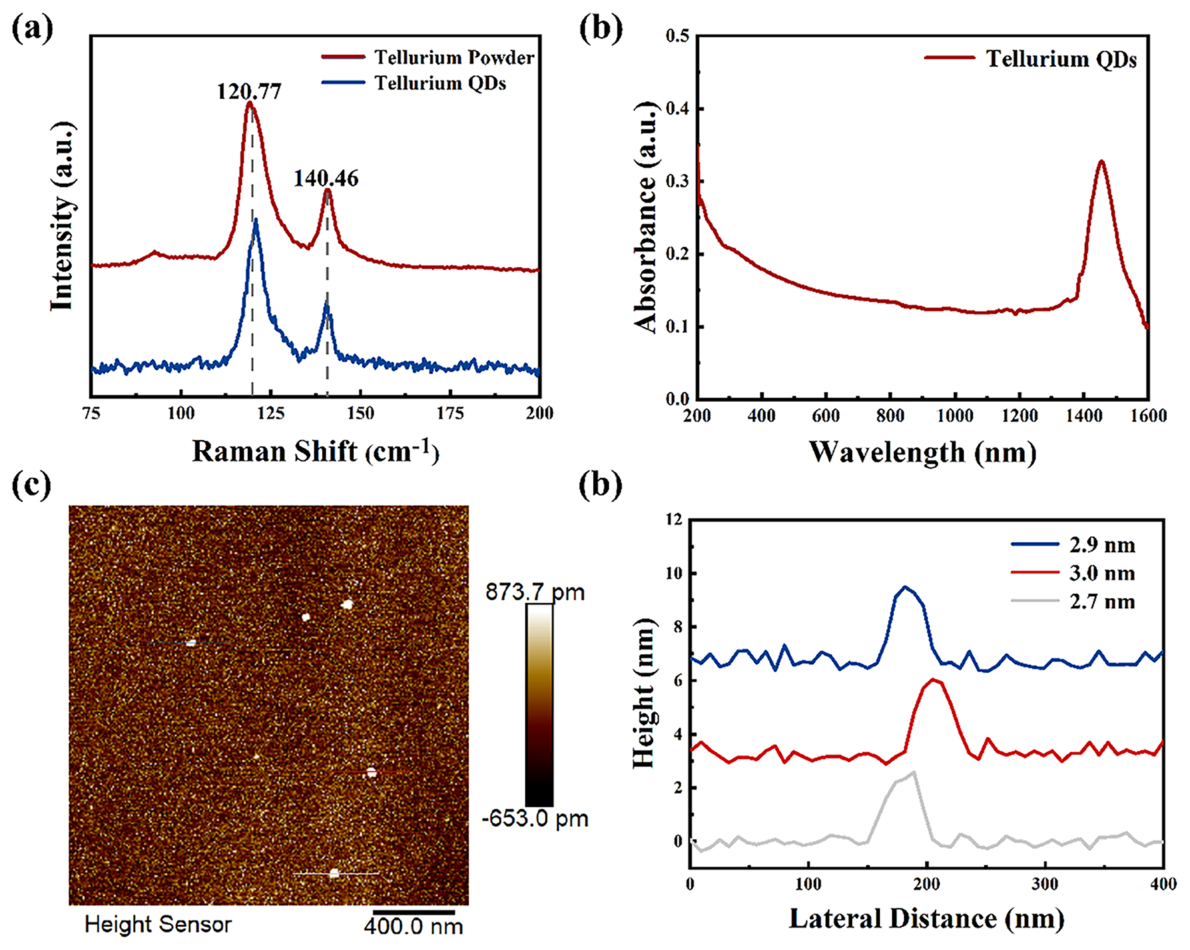 (a)
Tellurium Powder
Tellurium QDs
120.77
140.46
Intensity (a.u.)
75 100 125 150 175 200
Raman Shift (cm-1)
(b)
Tellurium QDs
0.5
0.4
0.3
0.2
0.1
0.0
Absorbance (a.u.)
200 400 600 800 1000 1200 1400 1600
Wavelength (nm)
(c)
873.7 pm
-653.0 pm
Height Sensor
400.0 nm
(b)
2.9 nm
3.0 nm
2.7 nm
12
10
8
6
4
2
0
Height (nm)
0 100 200 300 400
Lateral Distance (nm)